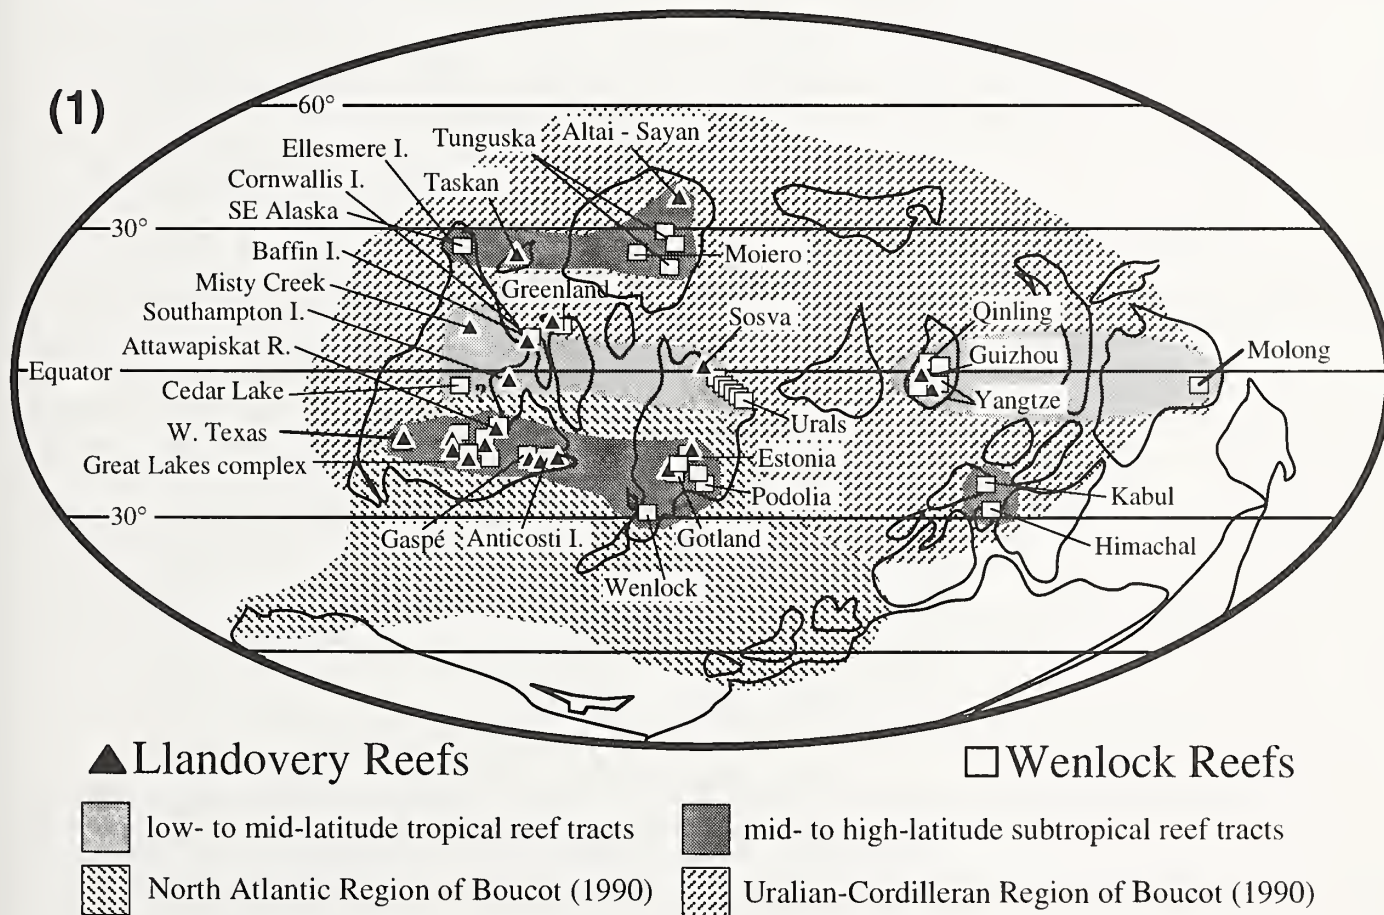 (1)
60°
Ellesmere I.
Tunguska
Altai - Sayan
Cornwallis I.
Taskan
SE Alaska
30°
Baffin I.
Moiero
Misty Creek
Greenland
Southampton I.
Sosva
Qinling
Attawapiskat R.
Guizhou
Molong
Equator
Cedar Lake
?
Yangtze
Urals
W. Texas
Great Lakes complex
Estonia
Podolia
Kabul
30°
Gaspé
Anticosti I.
Gotland
Himachal
Wenlock
Llandovery Reefs
Wenlock Reefs
low- to mid-latitude tropical reef tracts
mid- to high-latitude subtropical reef tracts
North Atlantic Region of Boucot (1990)
Uralian-Cordilleran Region of Boucot (1990)